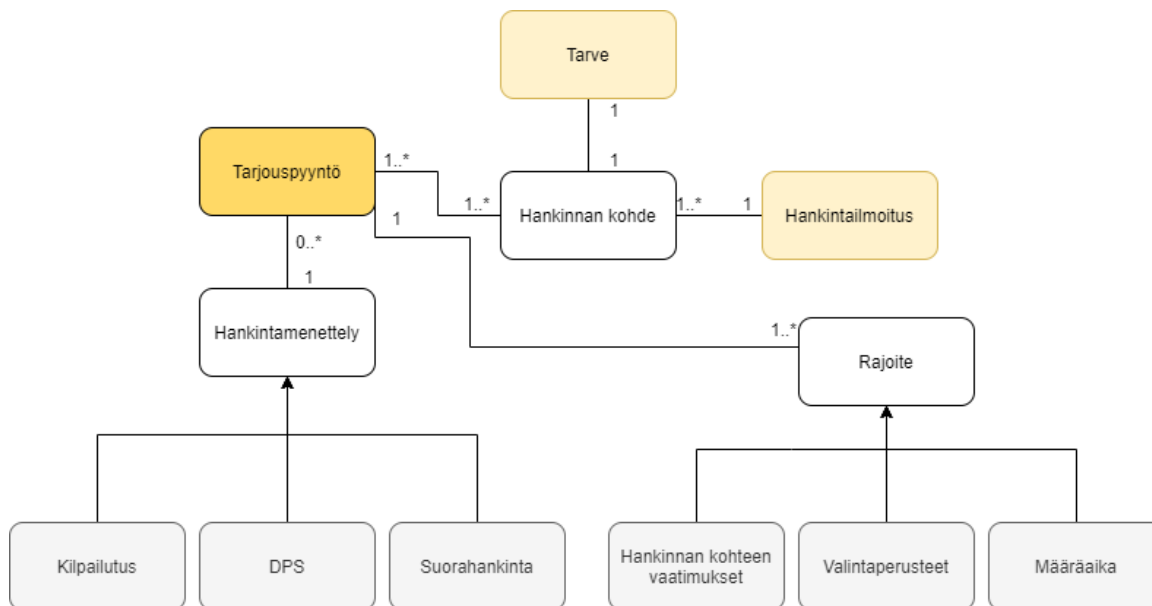 Tarve
1
1
Tarjouspyyntö
1..*
1..*
Hankinnan kohde
1..*
1
Hankintailmoitus
1
0..*
1
Hankintamenettely
1..*
Rajoite
Kilpailutus
DPS
Suorahankinta
Hankinnan kohteen
vaatimukset
Valintaperusteet
Määräaika